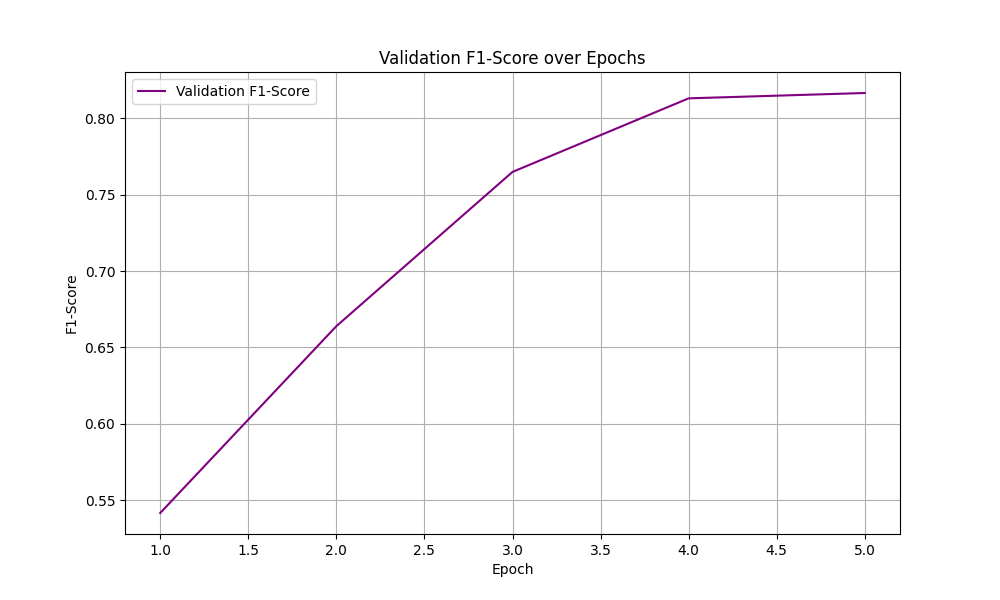 Validation F1-Score over Epochs
Validation F1-Score
F1-Score
0.80
0.75
0.70
0.65
0.60
0.55
1.0 1.5 2.0 2.5 3.0 3.5 4.0 4.5 5.0
Epoch